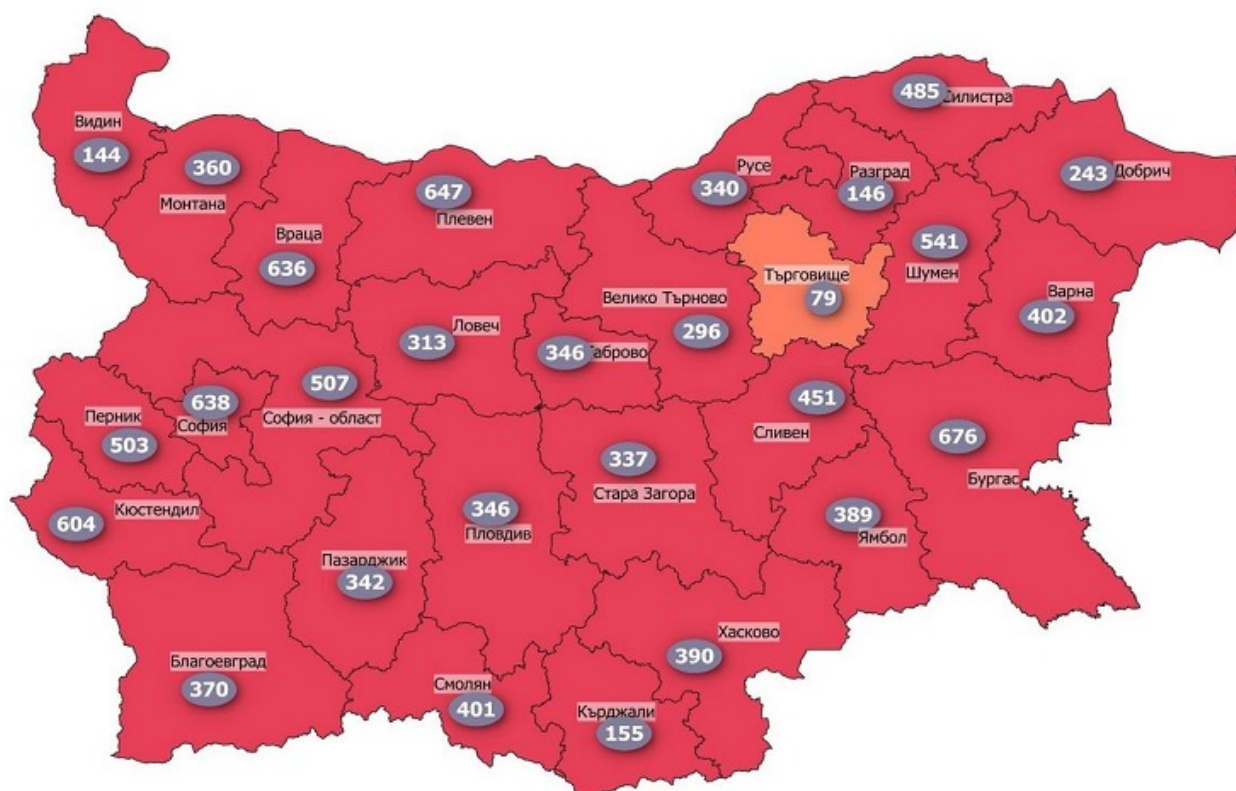 485
Силистра
Видин
144
360
Монтана
647
Плевен
Русе
340
Разград
146
243
Добрич
Враца
636
541
Шумен
Търговище
79
Варна
402
Велико Търново
296
Ловеч
313
346
Габрово
507
София - област
638
София
Перник
503
451
Сливен
676
Бургас
337
Стара Загора
Кюстендил
604
346
Пловдив
389
Ямбол
Пазарджик
342
Хасково
390
Благоевград
370
Смолян
401
Кърджали
155